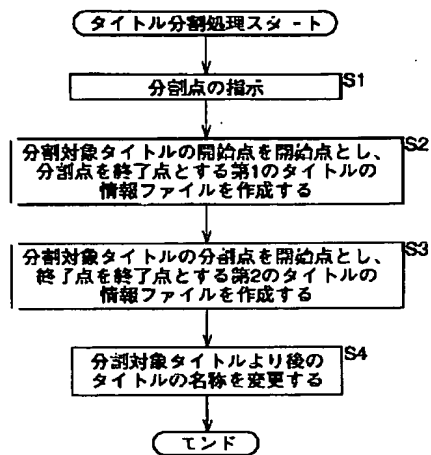 タイトル分割処理スタート
分割点の指示
S1
分割対象タイトルの開始点を開始点とし、
分割点を終了点とする第1のタイトルの
情報ファイルを作成する
S2
分割対象タイトルの分割点を開始点とし、
終了点を終了点とする第2のタイトルの
情報ファイルを作成する
S3
分割対象タイトルより後の
タイトルの名称を変更する
S4
エンド